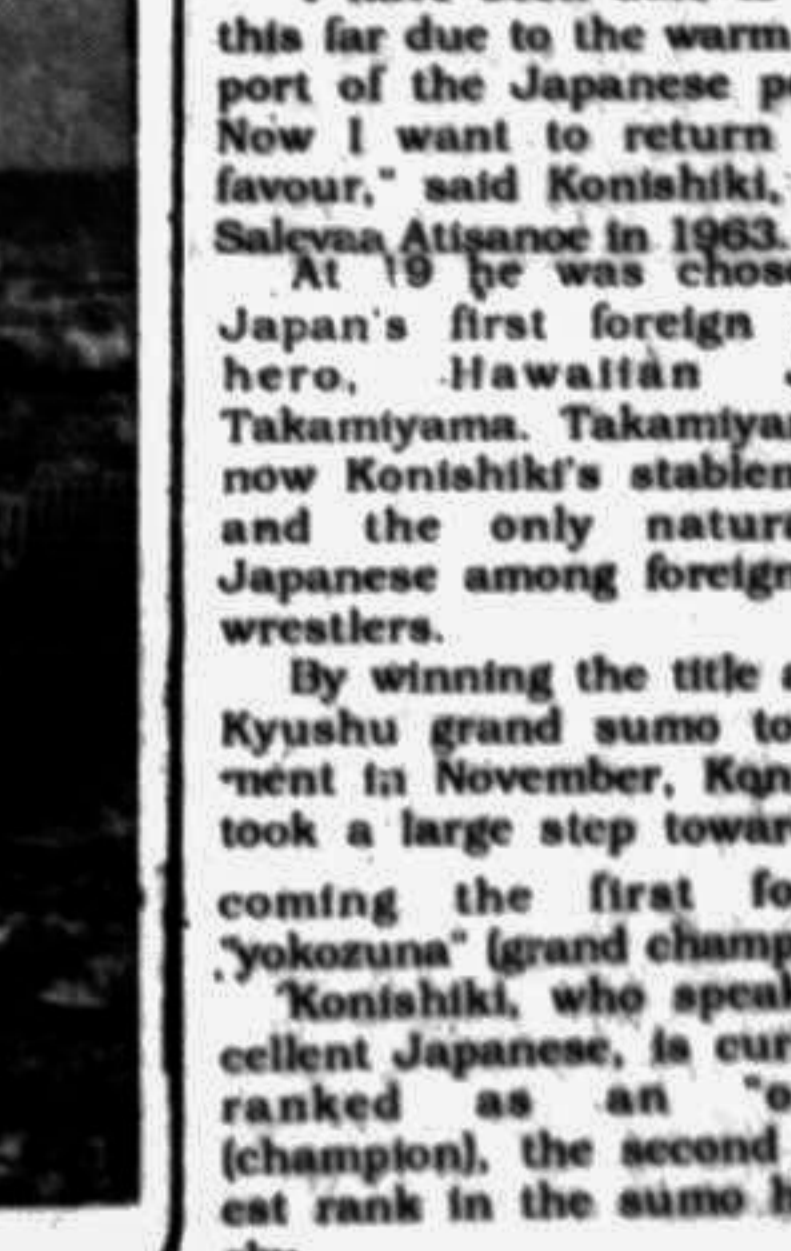 this far due to the warm
port of the Japanese
Now I want to return
favour," said Konishiki,
Salevaa Atisanoe in 1963.
At 19 he was chos
Japan's first foreign
hero, Hawaiian
Takamiyama. Takamiya
now Konishiki's stable
and the only natur
Japanese among foreign
wrestlers.
By winning the title a
Kyushu grand sumo to
ment in November, Kon
took a large step towar
coming the first fo
"yokozuna" (grand champ
Konishiki, who speak
cellent Japanese, is cur
ranked as an "o
(champion), the second
est rank in the sumo h